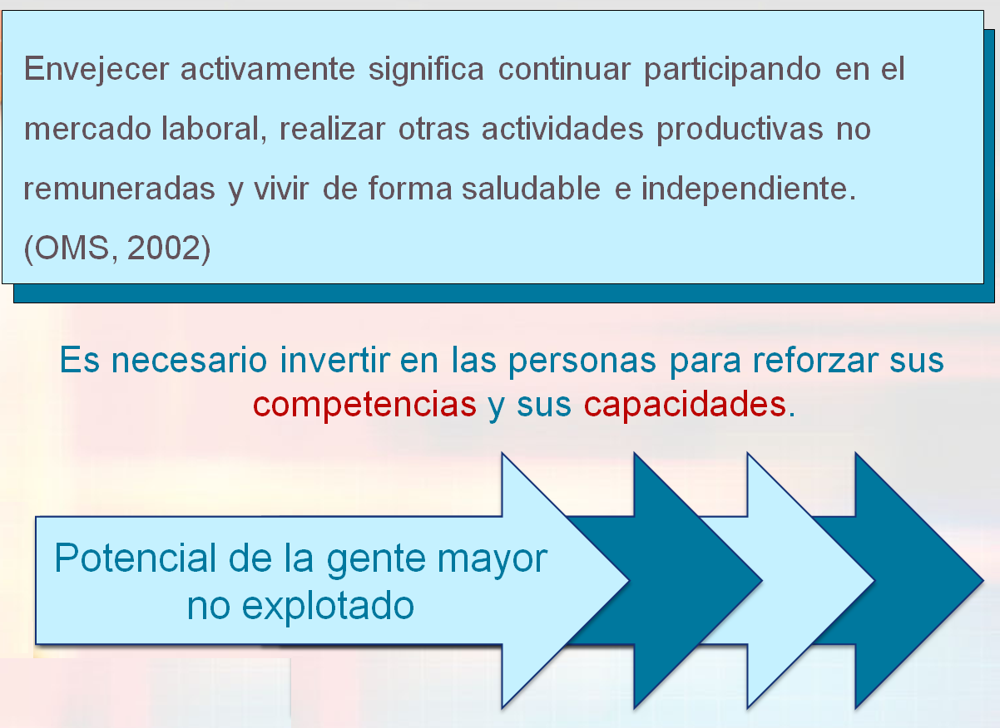 Envejecer activamente significa continuar participando en el
mercado laboral, realizar otras actividades productivas no
remuneradas y vivir de forma saludable e independiente.
(OMS, 2002)
Es necesario invertir en las personas para reforzar sus
competencias y sus capacidades.
Potencial de la gente mayor
no explotado